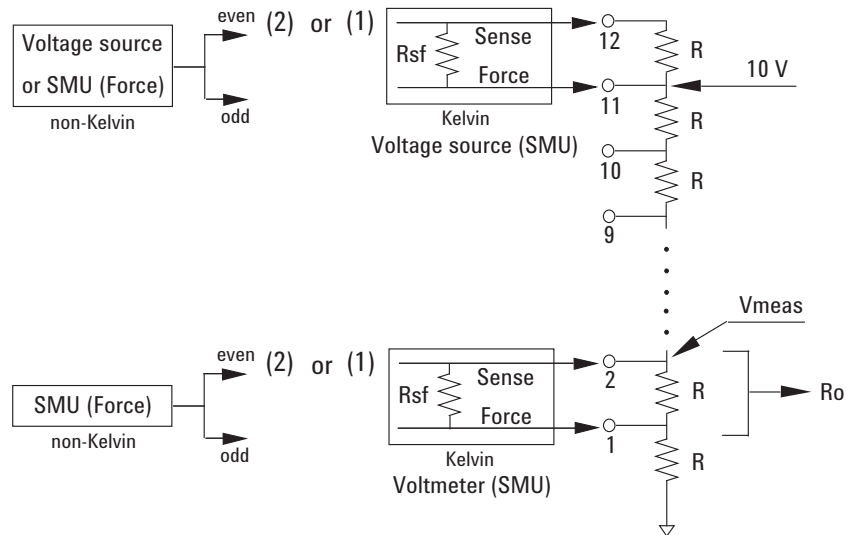 Voltage source
or SMU (Force)
non-Kelvin
even
odd
(2) or (1)
Rsf
Sense
Force
Kelvin
Voltage source (SMU)
12
11
10
9
R
R
R
10 V
Vmeas
SMU (Force)
non-Kelvin
even
odd
(2) or (1)
Rsf
Sense
Force
Kelvin
Voltmeter (SMU)
2
1
R
R
Ro